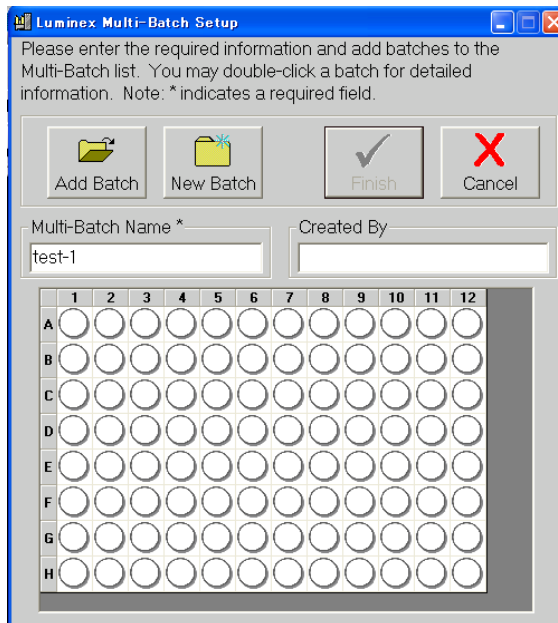 Luminex Multi-Batch Setup
Please enter the required information and add batches to the
Multi-Batch list. You may double-click a batch for detailed
information. Note: * indicates a required field.
Add Batch New Batch Finish Cancel
Multi-Batch Name * Created By
test-1
1 2 3 4 5 6 7 8 9 10 11 12
A
B
C
D
E
F
G
H